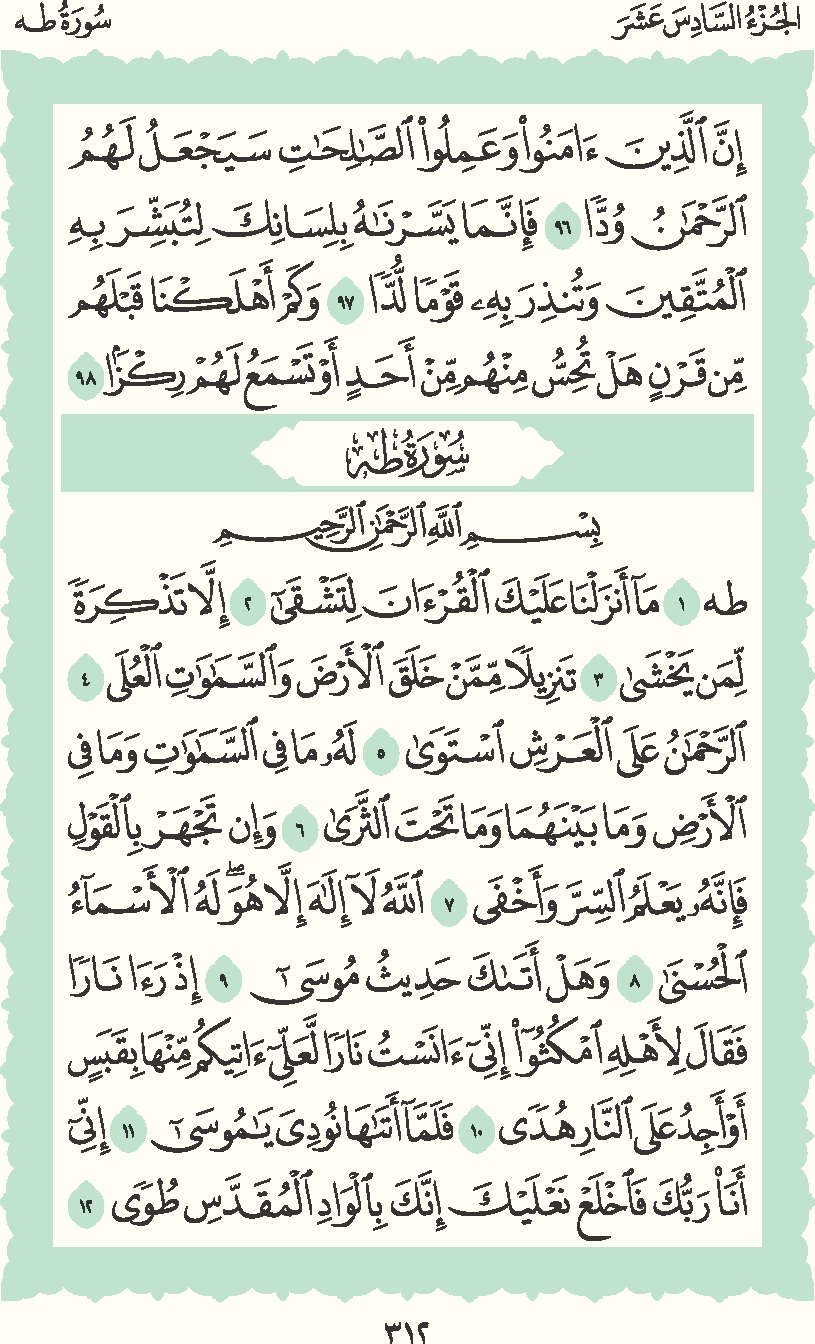 الجُزْءُ السَّادِسَ عَشَرَ
سُورَةُ طه
إِنَّ ٱلَّذِينَ ءَامَنُوا۟ وَعَمِلُوا۟ ٱلصَّـٰلِحَـٰتِ سَيَجْعَلُ لَهُمُ
ٱلرَّحْمَـٰنُ وُدًّا ٩٦ فَإِنَّمَا يَسَّرْنَـٰهُ بِلِسَانِكَ لِتُبَشِّرَ بِهِ
ٱلْمُتَّقِينَ وَتُنذِرَ بِهِۦ قَوْمًا لُّدًّا ٩٧ وَكَمْ أَهْلَكْنَا قَبْلَهُم
مِّن قَرْنٍ هَلْ تُحِسُّ مِنْهُم مِّنْ أَحَدٍ أَوْ تَسْمَعُ لَهُمْ رِكْزًۢا ٩٨
سُورَةُ طه
بِسْمِ ٱللَّهِ ٱلرَّحْمَـٰنِ ٱلرَّحِيمِ
طه ١ مَآ أَنزَلْنَا عَلَيْكَ ٱلْقُرْءَانَ لِتَشْقَىٰٓ ٢ إِلَّا تَذْكِرَةً
لِّمَن يَخْشَىٰ ٣ تَنزِيلًا مِّمَّنْ خَلَقَ ٱلْأَرْضَ وَٱلسَّمَـٰوَٰتِ ٱلْعُلَى ٤
ٱلرَّحْمَـٰنُ عَلَى ٱلْعَرْشِ ٱسْتَوَىٰ ٥ لَهُۥ مَا فِى ٱلسَّمَـٰوَٰتِ وَمَا فِى
ٱلْأَرْضِ وَمَا بَيْنَهُمَا وَمَا تَحْتَ ٱلثَّرَىٰ ٦ وَإِن تَجْهَرْ بِٱلْقَوْلِ
فَإِنَّهُۥ يَعْلَمُ ٱلسِّرَّ وَأَخْفَى ٧ ٱللَّهُ لَآ إِلَـٰهَ إِلَّا هُوَۖ لَهُ ٱلْأَسْمَآءُ
ٱلْحُسْنَىٰ ٨ وَهَلْ أَتَىٰكَ حَدِيثُ مُوسَىٰٓ ٩ إِذْ رَءَا نَارًا
فَقَالَ لِأَهْلِهِ ٱمْكُثُوٓا۟ إِنِّىٓ ءَانَسْتُ نَارًا لَّعَلِّىٓ ءَاتِيكُم مِّنْهَا بِقَبَسٍ
أَوْ أَجِدُ عَلَى ٱلنَّارِ هُدًى ١٠ فَلَمَّآ أَتَىٰهَا نُودِىَ يَـٰمُوسَىٰٓ ١١ إِنِّىٓ
أَنَا۠ رَبُّكَ فَٱخْلَعْ نَعْلَيْكَ إِنَّكَ بِٱلْوَادِ ٱلْمُقَدَّسِ طُوًى ١٢
٣١٢